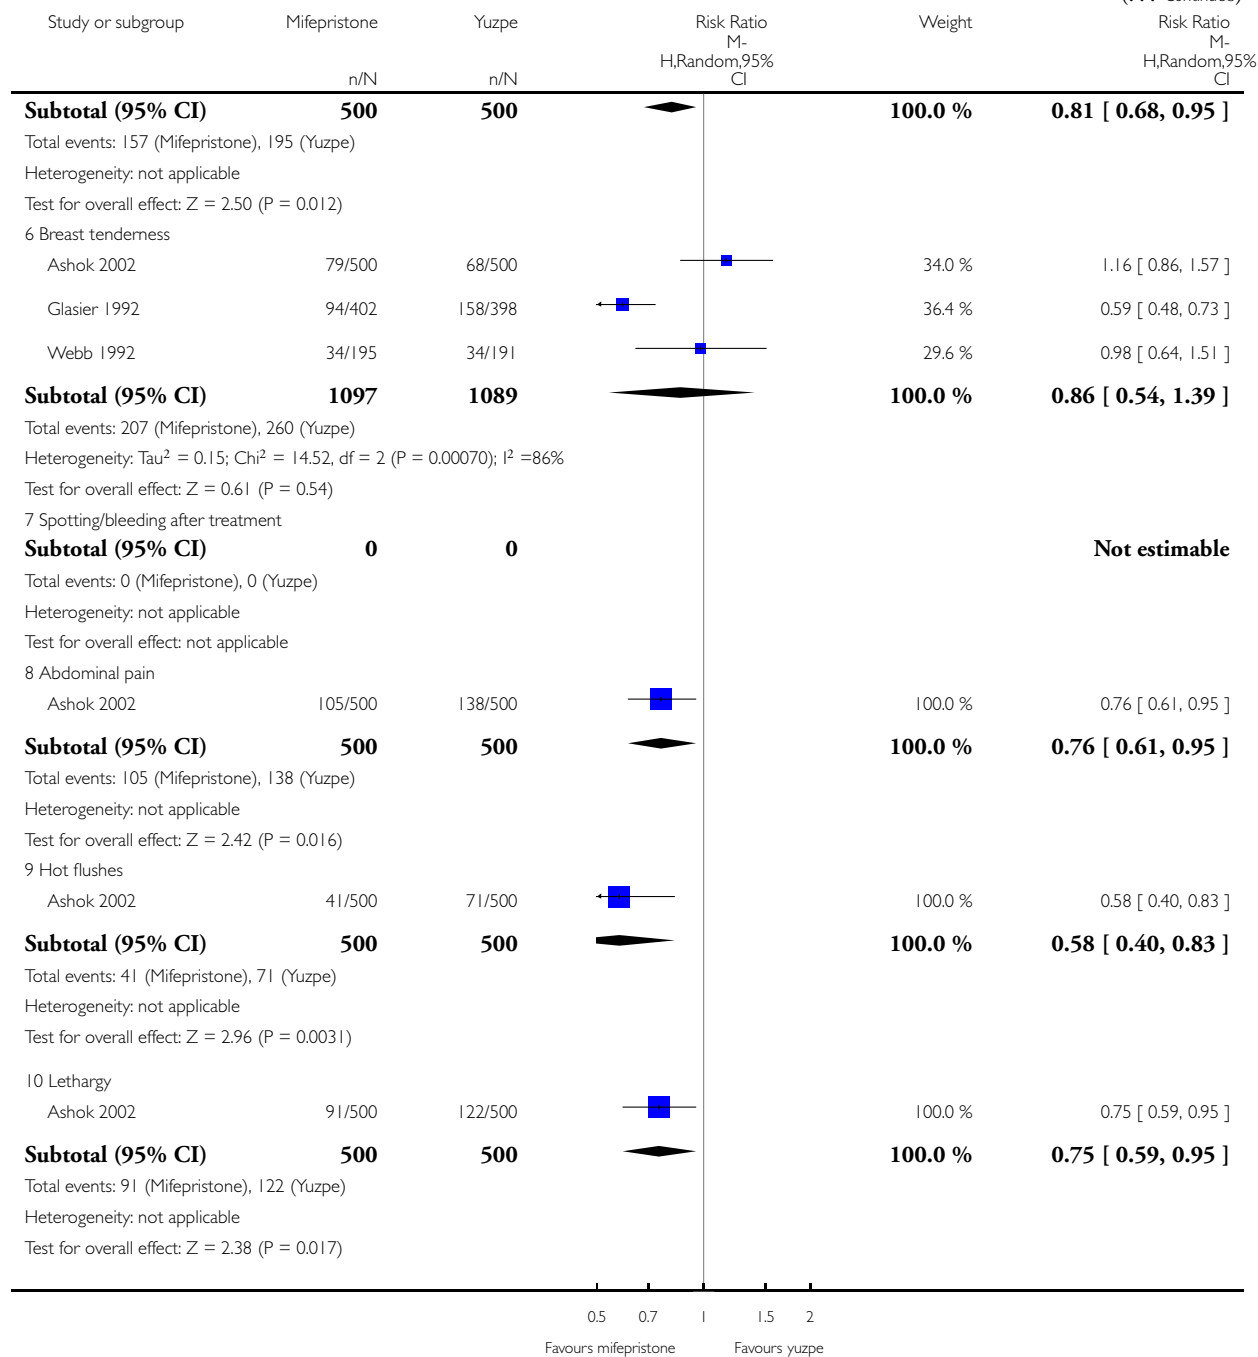 (. . . Continued)
Study or subgroup Mifepristone Yuzpe Risk Ratio Weight Risk Ratio
M- M-
H,Random,95% H,Random,95%
n/N n/N CI CI
Subtotal (95% CI) 500 500 100.0 % 0.81 [ 0.68, 0.95 ]
Total events: 157 (Mifepristone), 195 (Yuzpe)
Heterogeneity: not applicable
Test for overall effect: Z = 2.50 (P = 0.012)
6 Breast tenderness
Ashok 2002 79/500 68/500 34.0 % 1.16 [ 0.86, 1.57 ]
Glasier 1992 94/402 158/398 36.4 % 0.59 [ 0.48, 0.73 ]
Webb 1992 34/195 34/191 29.6 % 0.98 [ 0.64, 1.51 ]
Subtotal (95% CI) 1097 1089 100.0 % 0.86 [ 0.54, 1.39 ]
Total events: 207 (Mifepristone), 260 (Yuzpe)
Heterogeneity: Tau² = 0.15; Chi² = 14.52, df = 2 (P = 0.00070); I² =86%
Test for overall effect: Z = 0.61 (P = 0.54)
7 Spotting/bleeding after treatment
Subtotal (95% CI) 0 0 Not estimable
Total events: 0 (Mifepristone), 0 (Yuzpe)
Heterogeneity: not applicable
Test for overall effect: not applicable
8 Abdominal pain
Ashok 2002 105/500 138/500 100.0 % 0.76 [ 0.61, 0.95 ]
Subtotal (95% CI) 500 500 100.0 % 0.76 [ 0.61, 0.95 ]
Total events: 105 (Mifepristone), 138 (Yuzpe)
Heterogeneity: not applicable
Test for overall effect: Z = 2.42 (P = 0.016)
9 Hot flushes
Ashok 2002 41/500 71/500 100.0 % 0.58 [ 0.40, 0.83 ]
Subtotal (95% CI) 500 500 100.0 % 0.58 [ 0.40, 0.83 ]
Total events: 41 (Mifepristone), 71 (Yuzpe)
Heterogeneity: not applicable
Test for overall effect: Z = 2.96 (P = 0.0031)
10 Lethargy
Ashok 2002 91/500 122/500 100.0 % 0.75 [ 0.59, 0.95 ]
Subtotal (95% CI) 500 500 100.0 % 0.75 [ 0.59, 0.95 ]
Total events: 91 (Mifepristone), 122 (Yuzpe)
Heterogeneity: not applicable
Test for overall effect: Z = 2.38 (P = 0.017)
0.5 0.7 1 1.5 2
Favours mifepristone Favours yuzpe